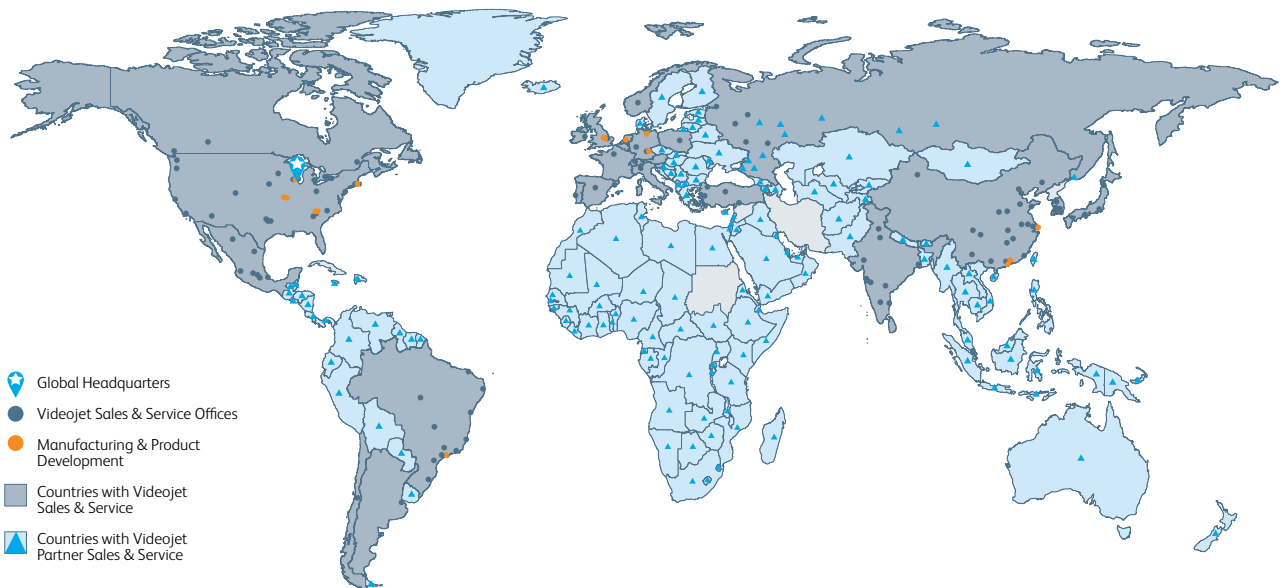 Global Headquarters
Videojet Sales & Service Offices
Manufacturing & Product
Development
Countries with Videojet
Sales & Service
Countries with Videojet
Partner Sales & Service